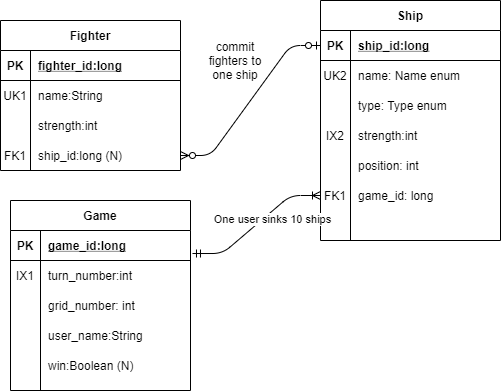 Fighter
PK fighter_id:long
UK1 name:String
strength:int
FK1 ship_id:long (N)
commit
fighters to
one ship
Ship
PK ship_id:long
UK2 name: Name enum
type: Type enum
IX2 strength:int
position: int
FK1 game_id: long
One user sinks 10 ships
Game
PK game_id:long
IX1 turn_number:int
grid_number: int
user_name:String
win:Boolean (N)